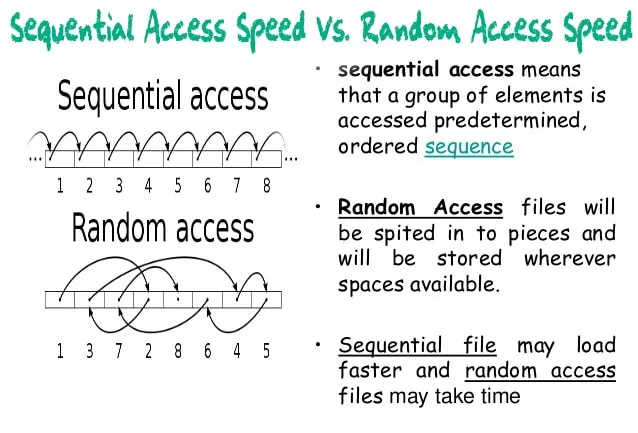 Sequential Access Speed Vs. Random Access Speed
Sequential access
... ...
1 2 3 4 5 6 7 8
Random access
1 3 7 2 8 6 4 5
• sequential access means
that a group of elements is
accessed predetermined,
ordered sequence
• Random Access files will
be spited in to pieces and
will be stored wherever
spaces available.
• Sequential file may load
faster and random access
files may take time